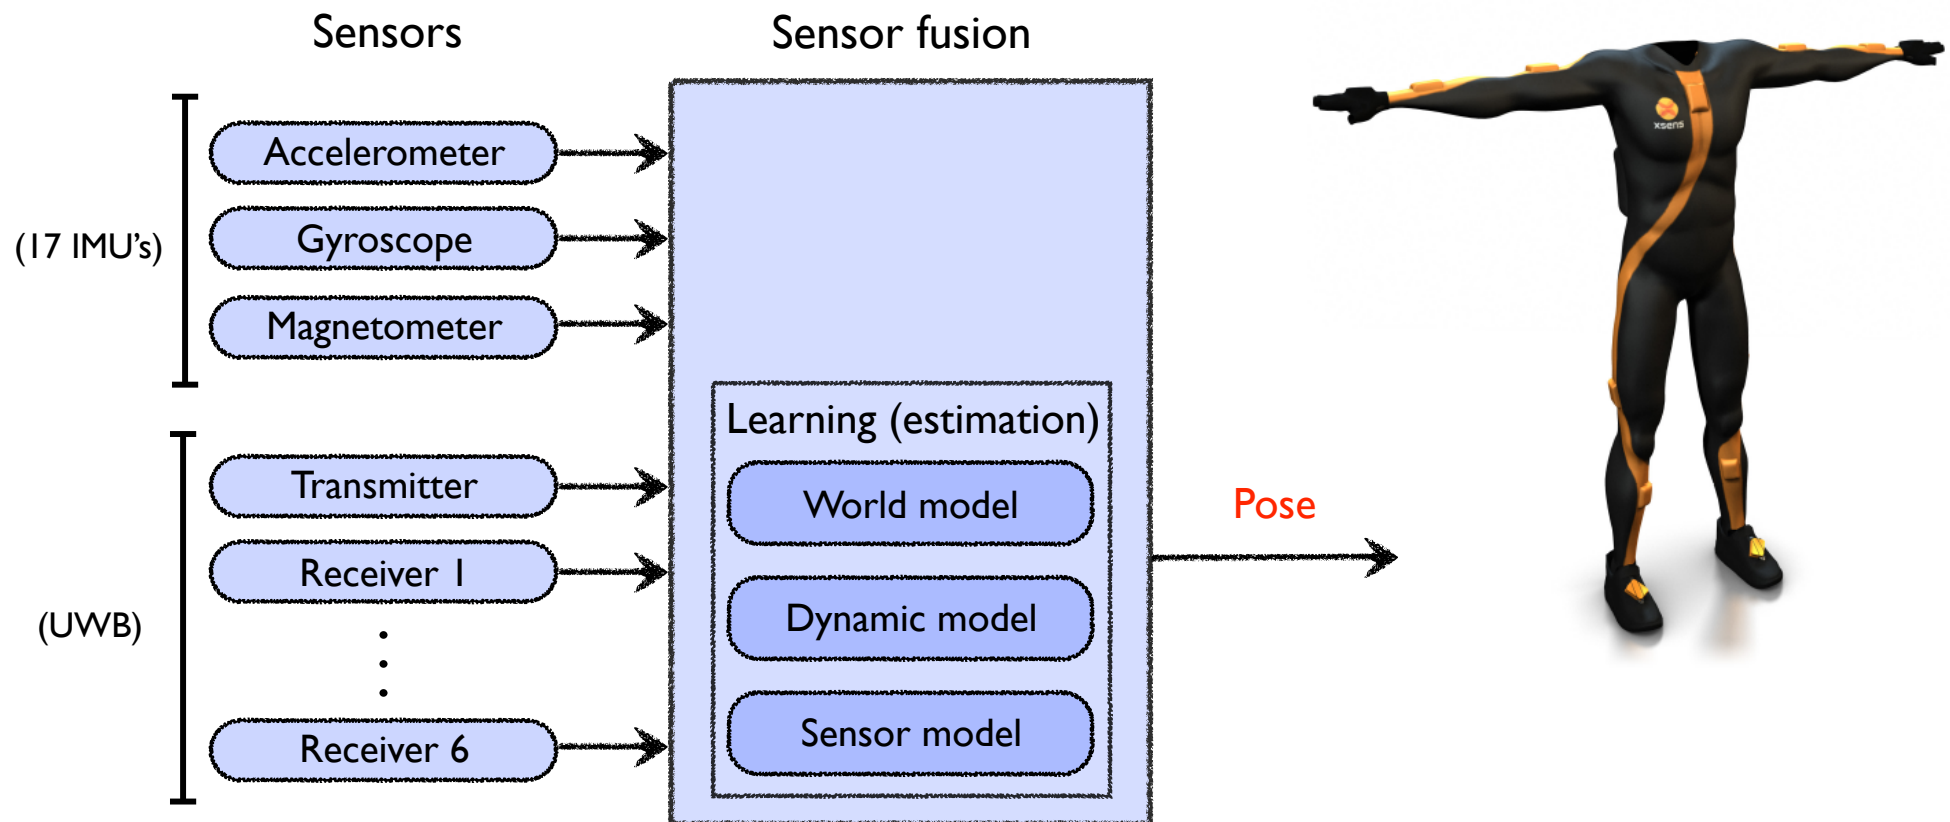 Sensors
Sensor fusion
(17 IMU's)
Accelerometer
Gyroscope
Magnetometer
(UWB)
Transmitter
Receiver 1
Receiver 6
Learning (estimation)
World model
Dynamic model
Sensor model
Pose
xsens